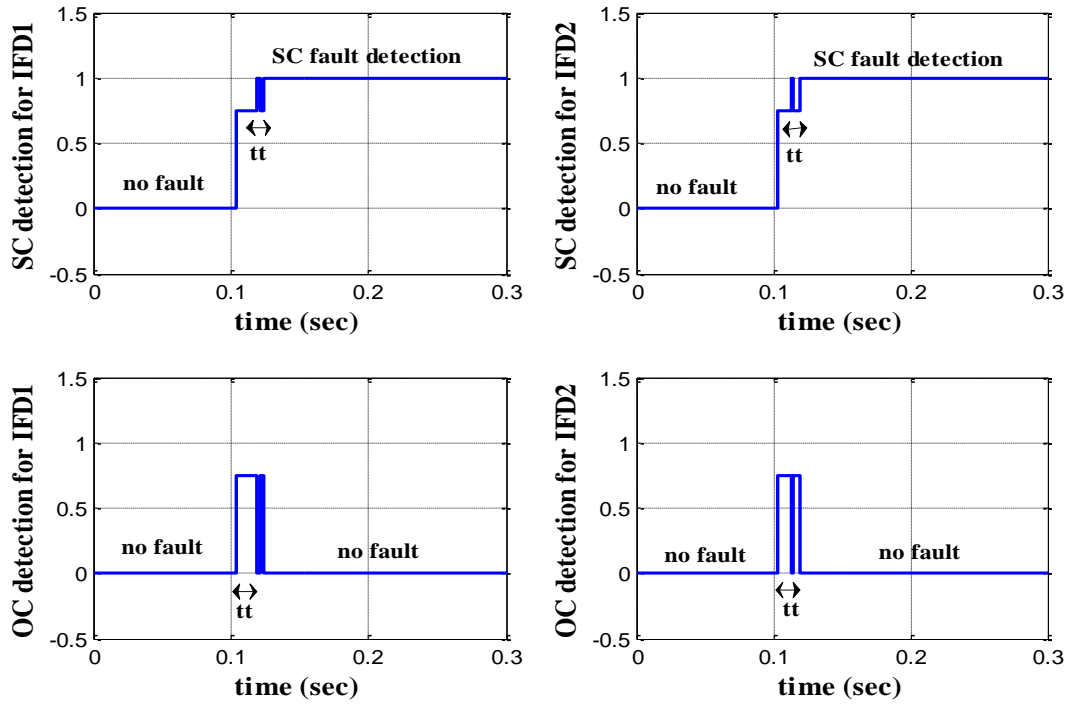 SC detection for IFD1
1.5
1
0.5
0
-0.5
SC fault detection
tt
no fault
0
0.1
0.2
0.3
time (sec)
SC detection for IFD2
1.5
1
0.5
0
-0.5
SC fault detection
tt
no fault
0
0.1
0.2
0.3
time (sec)
OC detection for IFD1
1.5
1
0.5
0
-0.5
no fault
no fault
tt
0
0.1
0.2
0.3
time (sec)
OC detection for IFD2
1.5
1
0.5
0
-0.5
no fault
no fault
tt
0
0.1
0.2
0.3
time (sec)